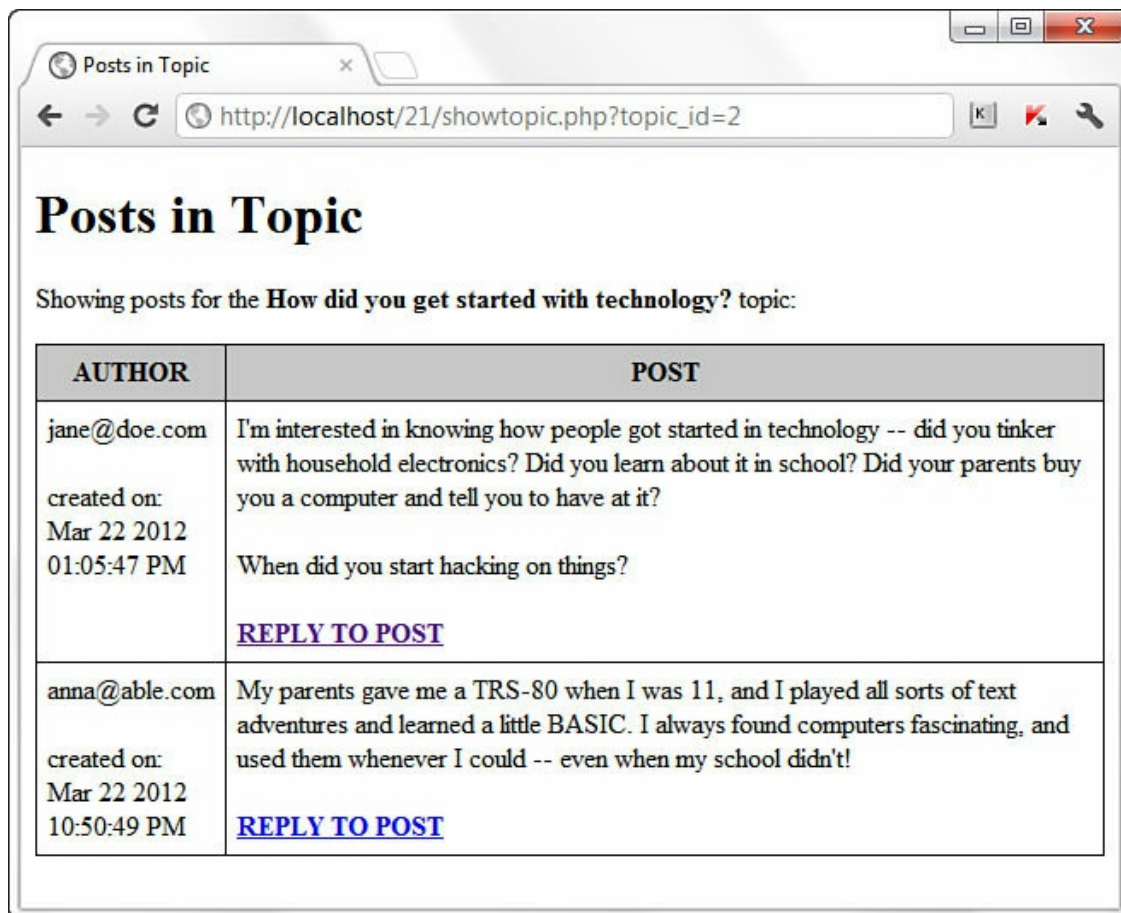 Posts in Topic
http://localhost/21/showtopic.php?topic_id=2
K
Posts in Topic
Showing posts for the How did you get started with technology? topic:
AUTHOR
POST
jane@doe.com
created on:
Mar 22 2012
01:05:47 PM
I'm interested in knowing how people got started in technology -- did you tinker
with household electronics? Did you learn about it in school? Did your parents buy
you a computer and tell you to have at it?
When did you start hacking on things?
REPLY TO POST
anna@able.com
created on:
Mar 22 2012
10:50:49 PM
My parents gave me a TRS-80 when I was 11, and I played all sorts of text
adventures and learned a little BASIC. I always found computers fascinating, and
used them whenever I could -- even when my school didn't!
REPLY TO POST